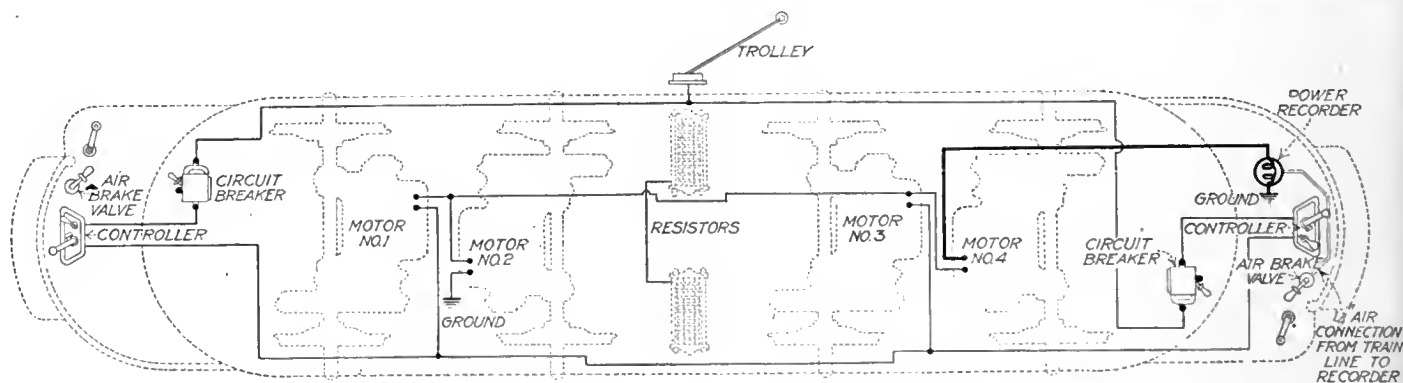 TROLLEY
POWER
RECORDER
AIR
BRAKE
VALVE
CIRCUIT
BREAKER
CONTROLLER
MOTOR
NO.1
MOTOR
NO.2
GROUND
RESISTORS
MOTOR
NO.3
MOTOR
NO.4
GROUND
CONTROLLER
CIRCUIT
BREAKER
AIR BRAKE
VALVE
AIR
CONNECTION
FROM TRAIN
LINE TO
RECORDER